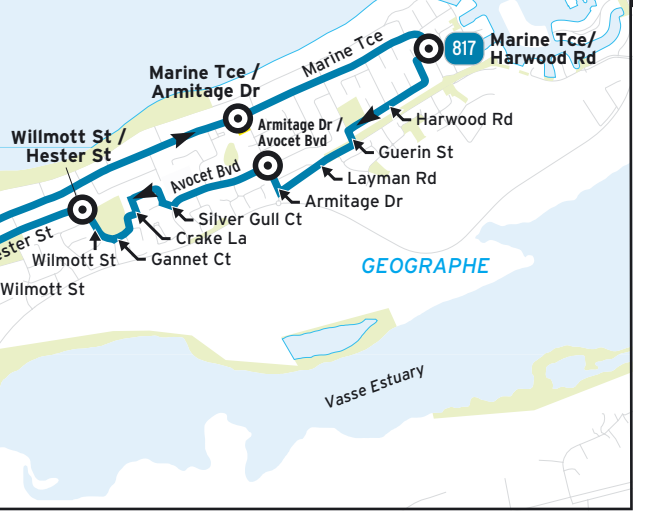 Marine Tce
817
Marine Tce/
Harwood Rd
Marine Tce /
Armitage Dr
Harwood Rd
Armitage Dr /
Avocet Bvd
Willmott St /
Hester St
Guerin St
Layman Rd
Avocet Bvd
Armitage Dr
Silver Gull Ct
Crake La
ester St
Wilmott St
Gannet Ct
GEOGRAPHE
Wilmott St
Vasse Estuary